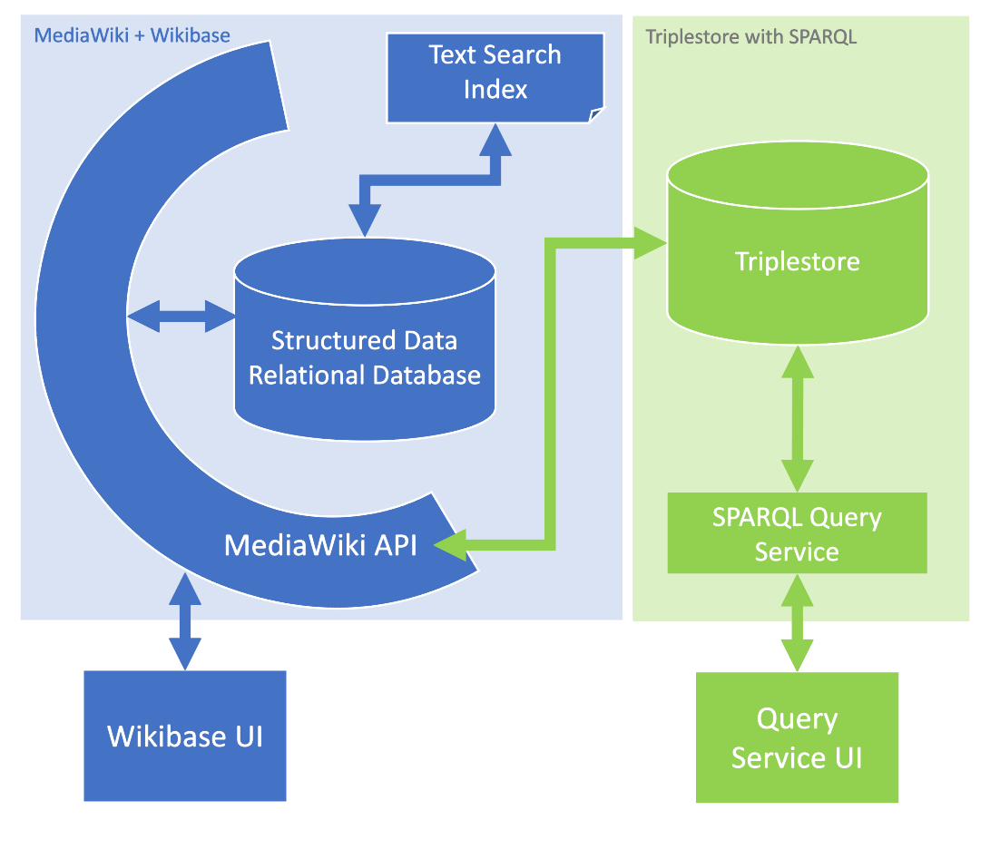 MediaWiki + Wikibase
Text Search
Index
Structured Data
Relational Database
MediaWiki API
Wikibase UI
Triplestore with SPARQL
Triplestore
SPARQL Query
Service
Query
Service UI